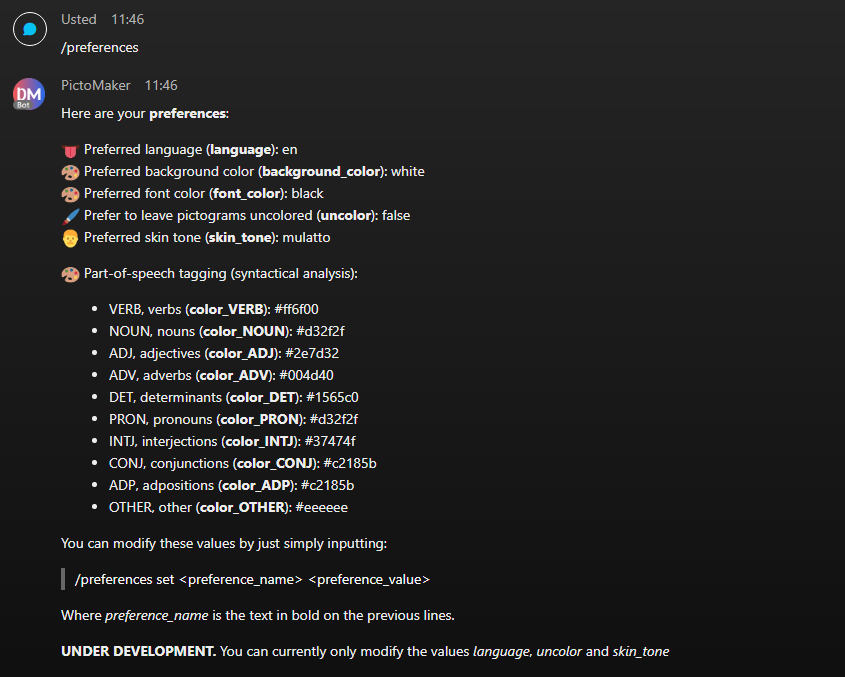 Usted 11:46
/preferences
DM
Bot
PictoMaker 11:46
Here are your preferences:
Preferred language (language): en
Preferred background color (background_color): white
Preferred font color (font_color): black
Prefer to leave pictograms uncolored (uncolor): false
Preferred skin tone (skin_tone): mulatto
Part-of-speech tagging (syntactical analysis):
• VERB, verbs (color_VERB): #ff6f00
• NOUN, nouns (color_NOUN): #d32f2f
• ADJ, adjectives (color_ADJ): #2e7d32
• ADV, adverbs (color_ADV): #004d40
• DET, determinants (color_DET): #1565c0
• PRON, pronouns (color_PRON): #d32f2f
• INTJ, interjections (color_INTJ): #37474f
• CONJ, conjunctions (color_CONJ): #c2185b
• ADP, adpositions (color_ADP): #c2185b
• OTHER, other (color_OTHER): #eeeeee
You can modify these values by just simply inputting:
/preferences set <preference_name> <preference_value>
Where preference_name is the text in bold on the previous lines.
UNDER DEVELOPMENT. You can currently only modify the values language, uncolor and skin_tone